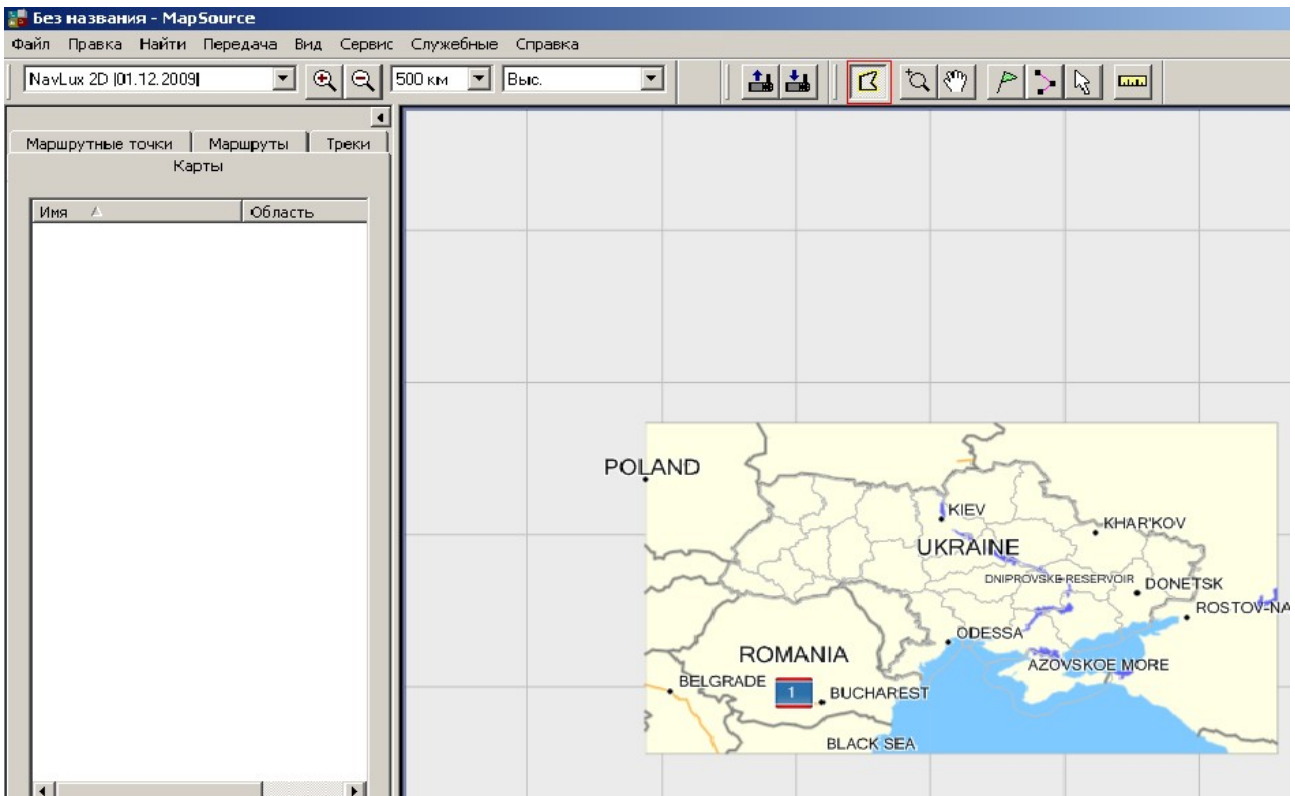 Без названия - MapSource
Файл Правка Найти Передача Вид Сервис Служебные Справка
NavLux 2D |01.12.2009| 500 км Выс.
Маршрутные точки Маршруты Треки
Карты
Имя Область
POLAND
KIEV
KHAR'KOV
UKRAINE
DNIPROVSKE RESERVOIR
DONETSK
ROSTOV-NA
ODESSA
ROMANIA
AZOVSKOE MORE
BELGRADE
1
BUCHAREST
BLACK SEA